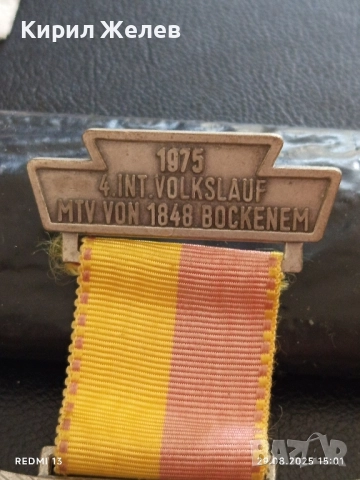 Кирил Желев
1975
4.INT.VOLKSLAUF
MTV.VON 1848 BOCKENEM
REDMI 13
29.08.2025 15:01